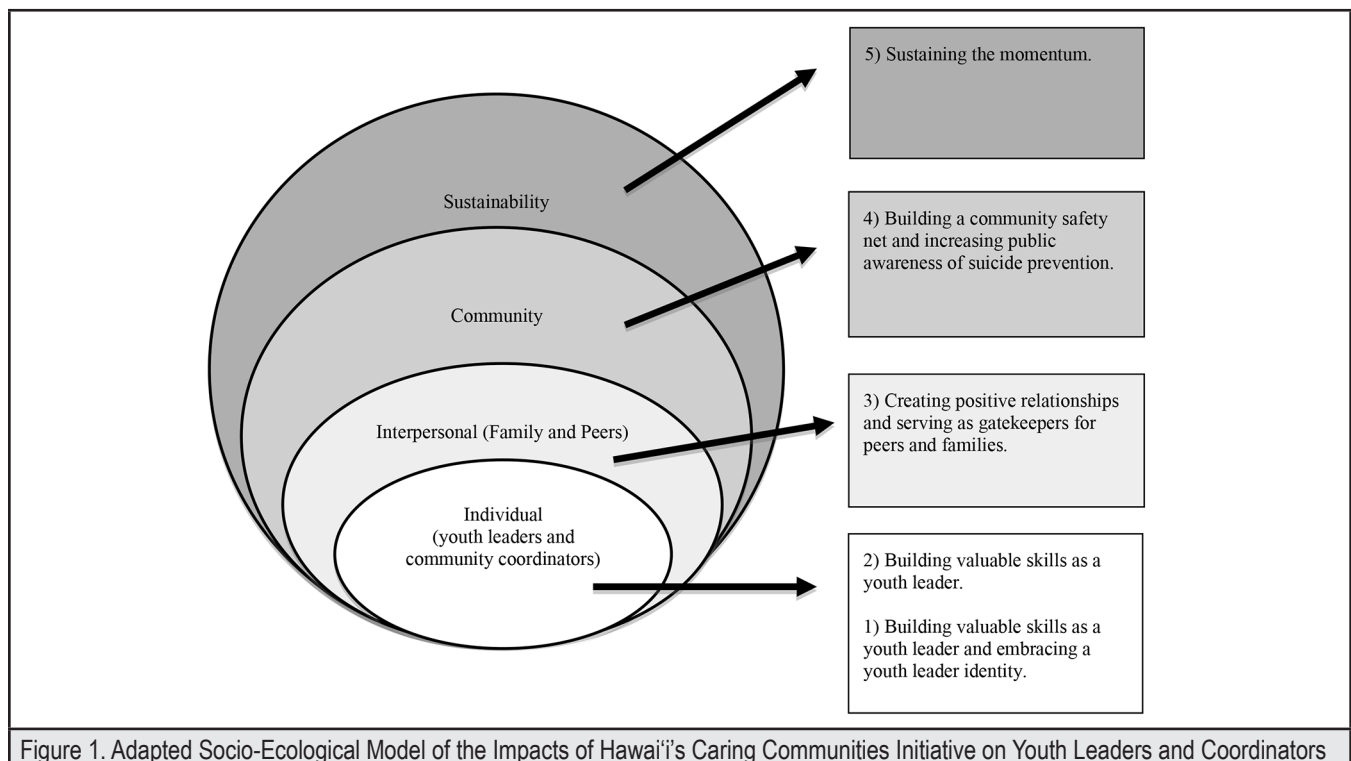 5) Sustaining the momentum.
Sustainability
4) Building a community safety
net and increasing public
awareness of suicide prevention.
Community
3) Creating positive relationships
and serving as gatekeepers for
peers and families.
Interpersonal (Family and Peers)
Individual
(youth leaders and
community coordinators)
2) Building valuable skills as a
youth leader.
1) Building valuable skills as a
youth leader and embracing a
youth leader identity.
Figure 1. Adapted Socio-Ecological Model of the Impacts of Hawai‘i’s Caring Communities Initiative on Youth Leaders and Coordinators